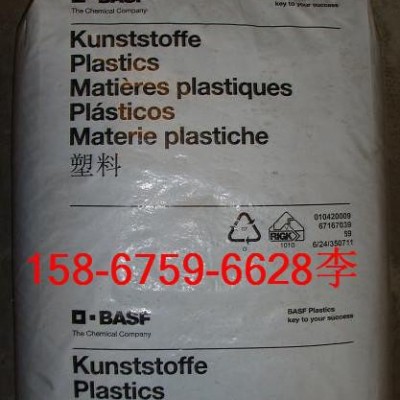 BASF
The Chemical Company
key to your success
Kunststoffe
Plastics
Matières plastiques
Plásticos
Materie plastiche
塑料
010420009
67167039
59
6/24/350711
RIGK
1010
158-6759-6628李
BASF
The Chemical Company
BASF Plastics
key to your success
Kunststoffe
Plastics